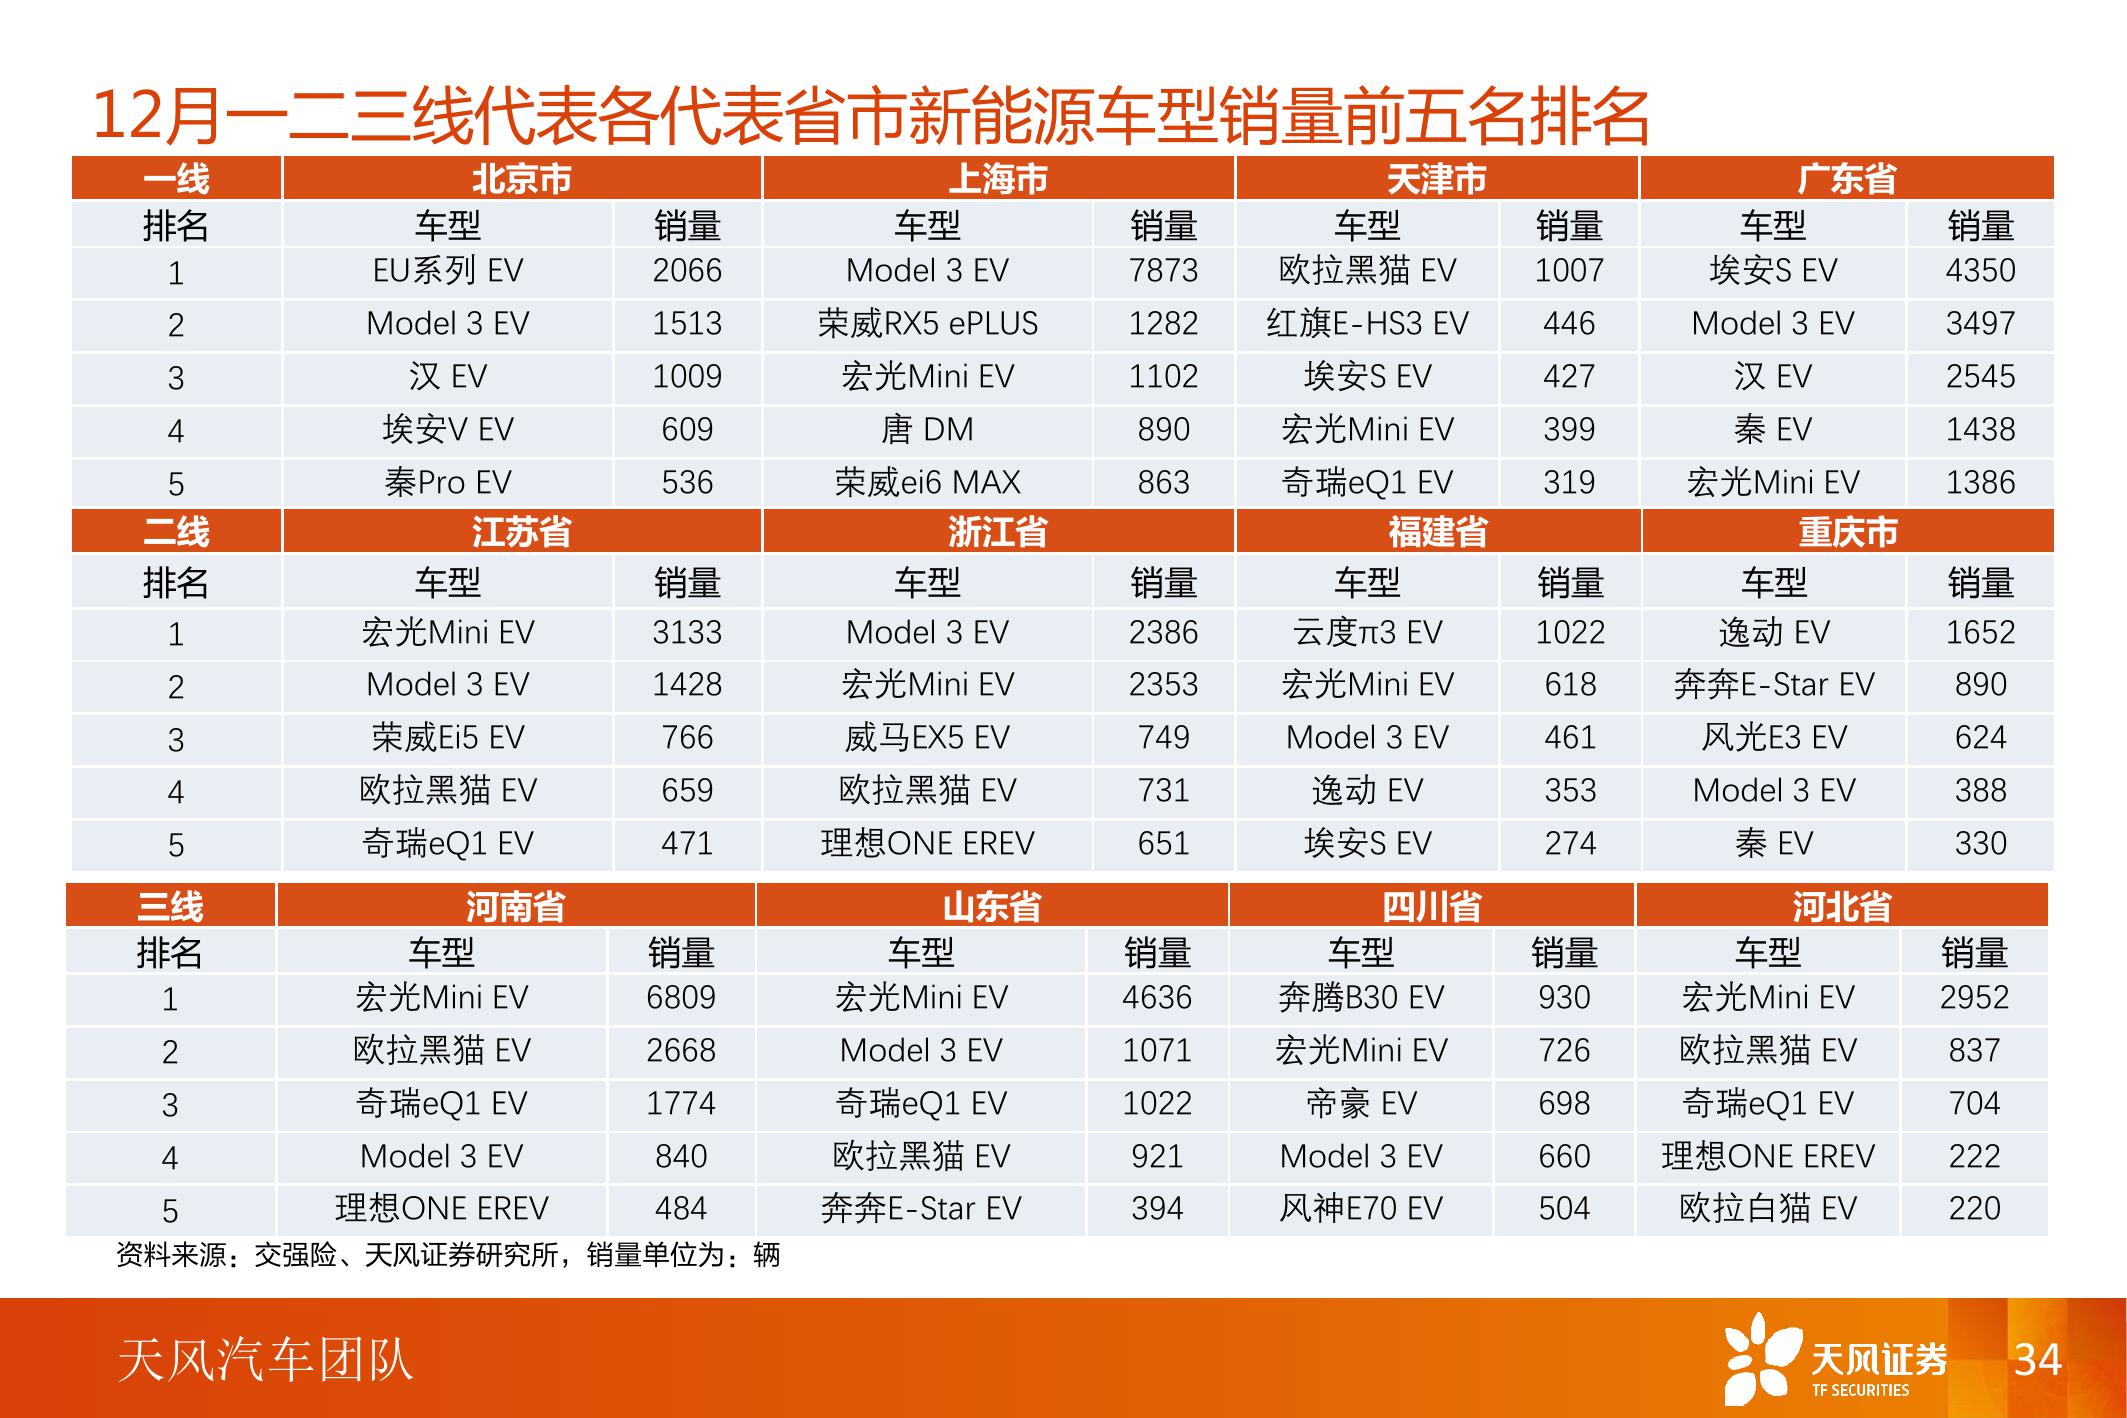 12月一二三线代表各代表省市新能源车型销量前五名排名
一线 北京市 上海市 天津市 广东省
排名 车型 销量 车型 销量 车型 销量 车型 销量
1 EU系列 EV 2066 Model 3 EV 7873 欧拉黑猫 EV 1007 埃安S EV 4350
2 Model 3 EV 1513 荣威RX5 ePLUS 1282 红旗E-HS3 EV 446 Model 3 EV 3497
3 汉 EV 1009 宏光Mini EV 1102 埃安S EV 427 汉 EV 2545
4 埃安V EV 609 唐 DM 890 宏光Mini EV 399 秦 EV 1438
5 秦Pro EV 536 荣威ei6 MAX 863 奇瑞eQ1 EV 319 宏光Mini EV 1386
二线 江苏省 浙江省 福建省 重庆市
排名 车型 销量 车型 销量 车型 销量 车型 销量
1 宏光Mini EV 3133 Model 3 EV 2386 云度π3 EV 1022 逸动 EV 1652
2 Model 3 EV 1428 宏光Mini EV 2353 宏光Mini EV 618 奔奔E-Star EV 890
3 荣威Ei5 EV 766 威马EX5 EV 749 Model 3 EV 461 风光E3 EV 624
4 欧拉黑猫 EV 659 欧拉黑猫 EV 731 逸动 EV 353 Model 3 EV 388
5 奇瑞eQ1 EV 471 理想ONE EREV 651 埃安S EV 274 秦 EV 330
三线 河南省 山东省 四川省 河北省
排名 车型 销量 车型 销量 车型 销量 车型 销量
1 宏光Mini EV 6809 宏光Mini EV 4636 奔腾B30 EV 930 宏光Mini EV 2952
2 欧拉黑猫 EV 2668 Model 3 EV 1071 宏光Mini EV 726 欧拉黑猫 EV 837
3 奇瑞eQ1 EV 1774 奇瑞eQ1 EV 1022 帝豪 EV 698 奇瑞eQ1 EV 704
4 Model 3 EV 840 欧拉黑猫 EV 921 Model 3 EV 660 理想ONE EREV 222
5 理想ONE EREV 484 奔奔E-Star EV 394 风神E70 EV 504 欧拉白猫 EV 220
资料来源：交强险、天风证券研究所，销量单位为：辆
天风汽车团队
天风证券
TF SECURITIES
34